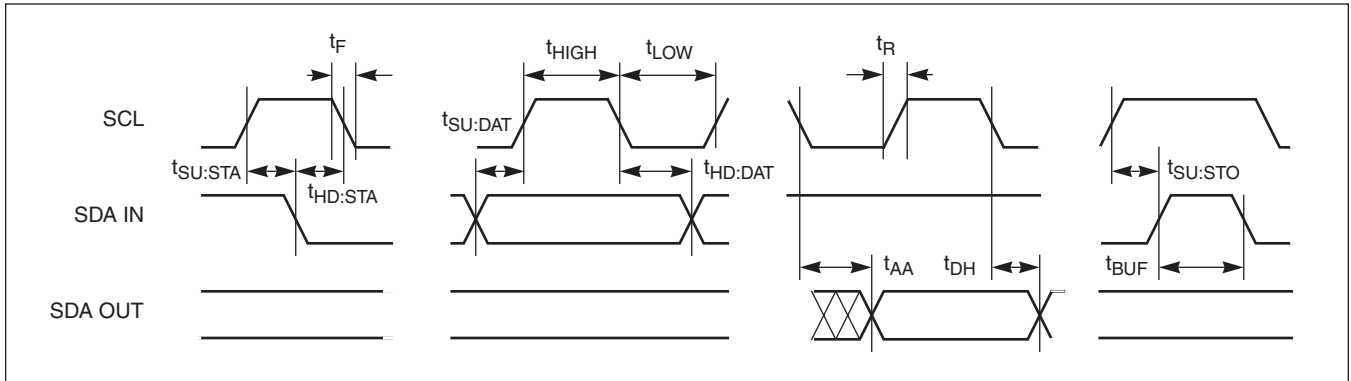 tF
tHIGH
tLOW
tR
SCL
tSU:DAT
tSU:STA
tHD:STA
tHD:DAT
tSU:STO
SDA IN
tAA
tDH
tBUF
SDA OUT